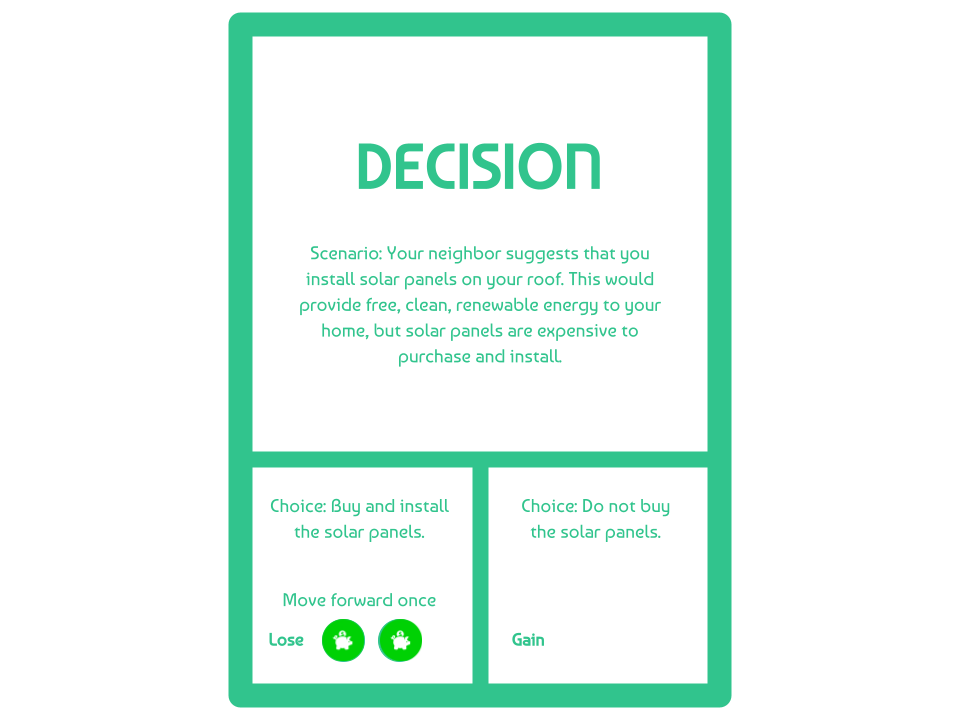 DECISION
Scenario: Your neighbor suggests that you
install solar panels on your roof. This would
provide free, clean, renewable energy to your
home, but solar panels are expensive to
purchase and install.
Choice: Buy and install
the solar panels.
Move forward once
Lose
Choice: Do not buy
the solar panels.
Gain